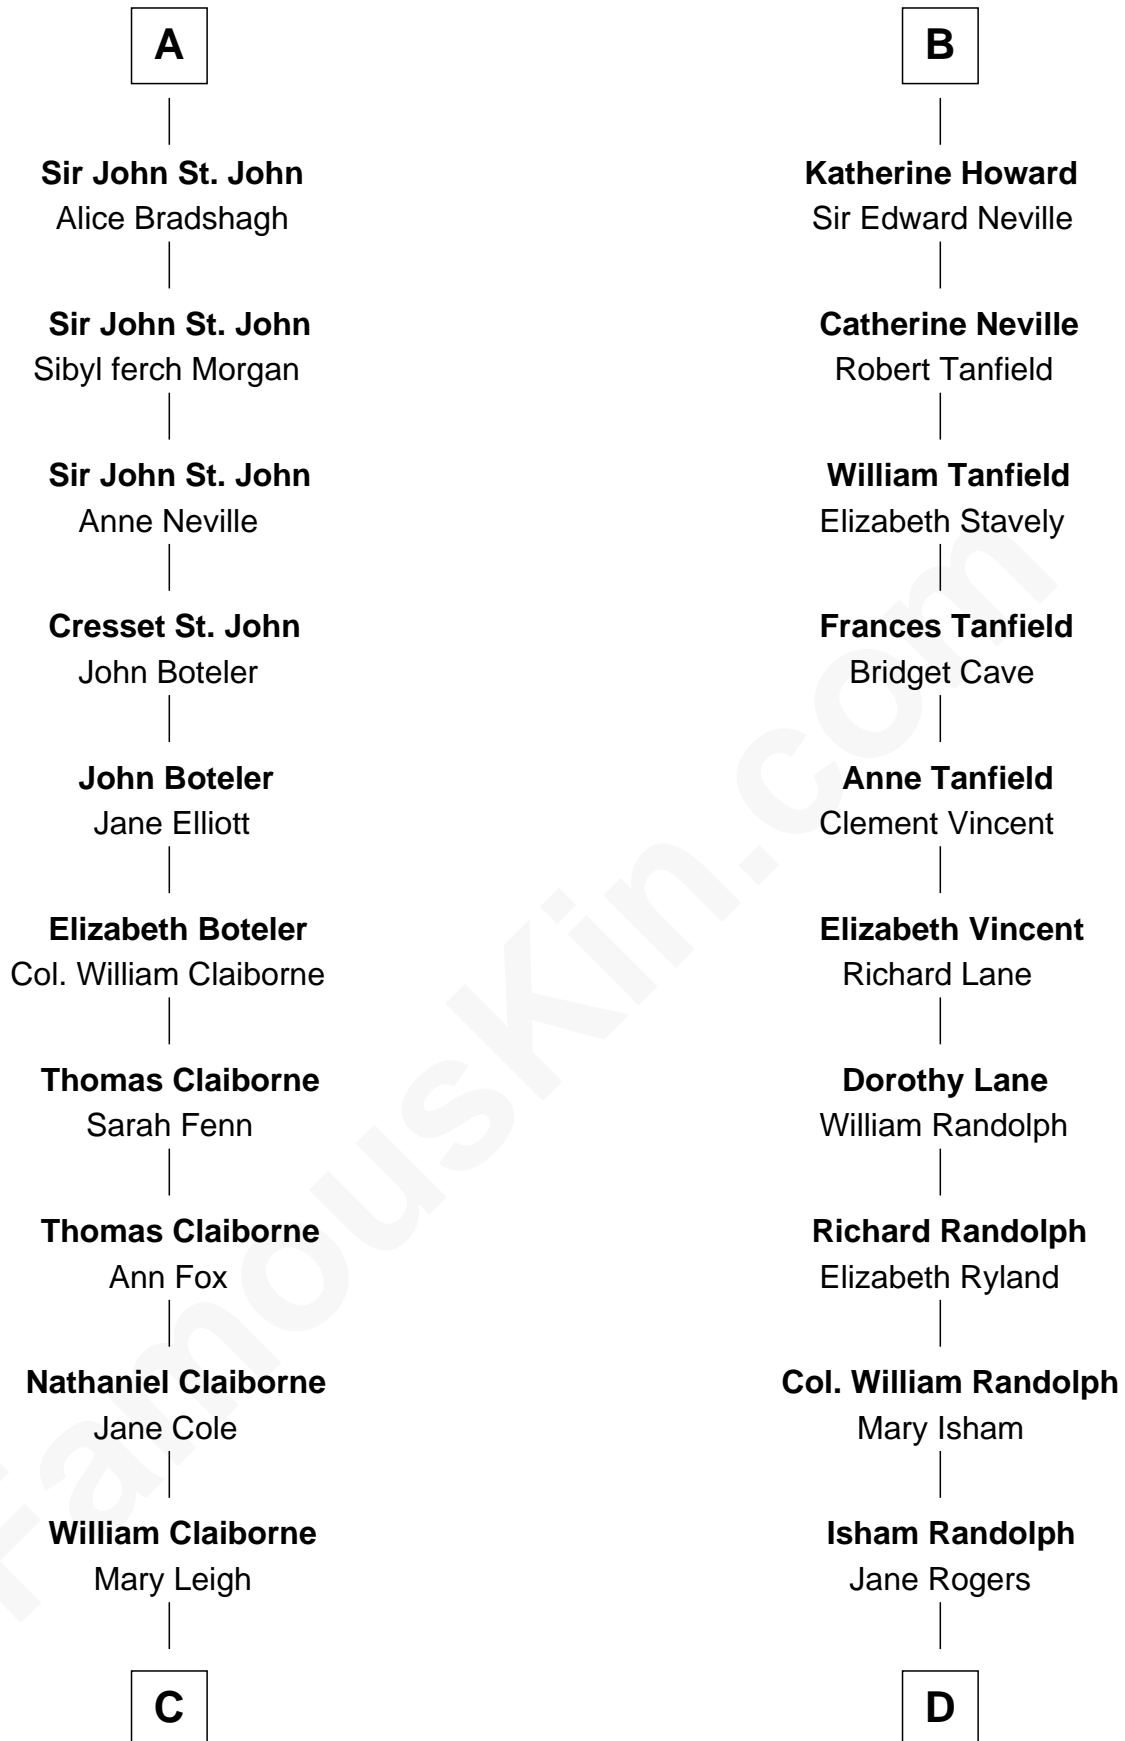 A
Sir John St. John
Alice Bradshagh
Sir John St. John
Sibyl ferch Morgan
Sir John St. John
Anne Neville
Cresset St. John
John Boteler
John Boteler
Jane Elliott
Elizabeth Boteler
Col. William Claiborne
Thomas Claiborne
Sarah Fenn
Thomas Claiborne
Ann Fox
Nathaniel Claiborne
Jane Cole
William Claiborne
Mary Leigh
C
B
Katherine Howard
Sir Edward Neville
Catherine Neville
Robert Tanfield
William Tanfield
Elizabeth Stavely
Frances Tanfield
Bridget Cave
Anne Tanfield
Clement Vincent
Elizabeth Vincent
Richard Lane
Dorothy Lane
William Randolph
Richard Randolph
Elizabeth Ryland
Col. William Randolph
Mary Isham
Isham Randolph
Jane Rogers
D
FamousKin.com